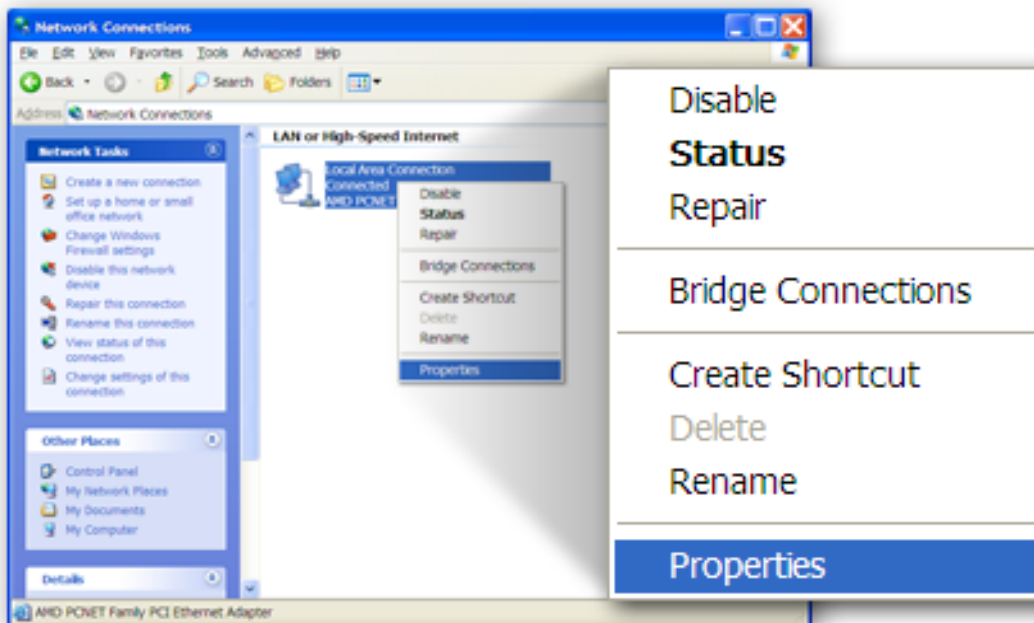 Network Connections
File Edit View Favorites Tools Advanced Help
Back Search Folders
Address Network Connections
Network Tasks
Create a new connection
Set up a home or small
office network
Change Windows
Firewall settings
Disable this network
device
Repair this connection
Rename this connection
View status of this
connection
Change settings of this
connection
Other Places
Control Panel
My Network Places
My Documents
My Computer
Details
LAN or High-Speed Internet
Local Area Connection
Connected
AMD PCNET
Disable
Status
Repair
Bridge Connections
Create Shortcut
Delete
Rename
Properties
AMD PCNET Family PCI Ethernet Adapter
Disable
Status
Repair
Bridge Connections
Create Shortcut
Delete
Rename
Properties